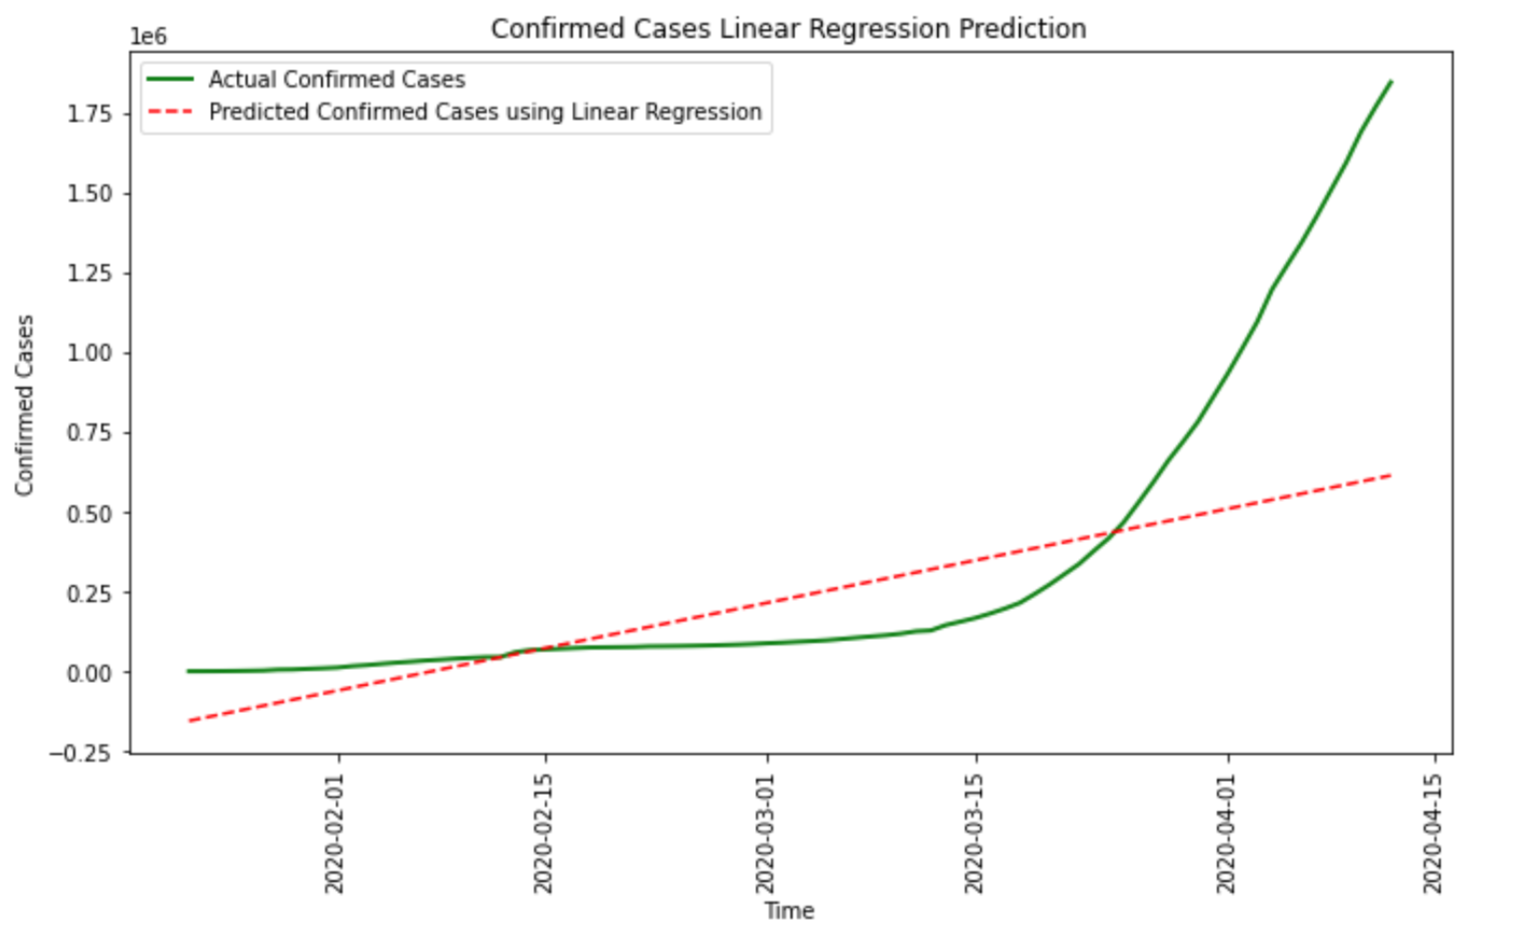 Confirmed Cases Linear Regression Prediction
1e6
Actual Confirmed Cases
Predicted Confirmed Cases using Linear Regression
1.75
1.50
1.25
1.00
0.75
0.50
0.25
0.00
−0.25
Confirmed Cases
2020-02-01
2020-02-15
2020-03-01
2020-03-15
2020-04-01
2020-04-15
Time